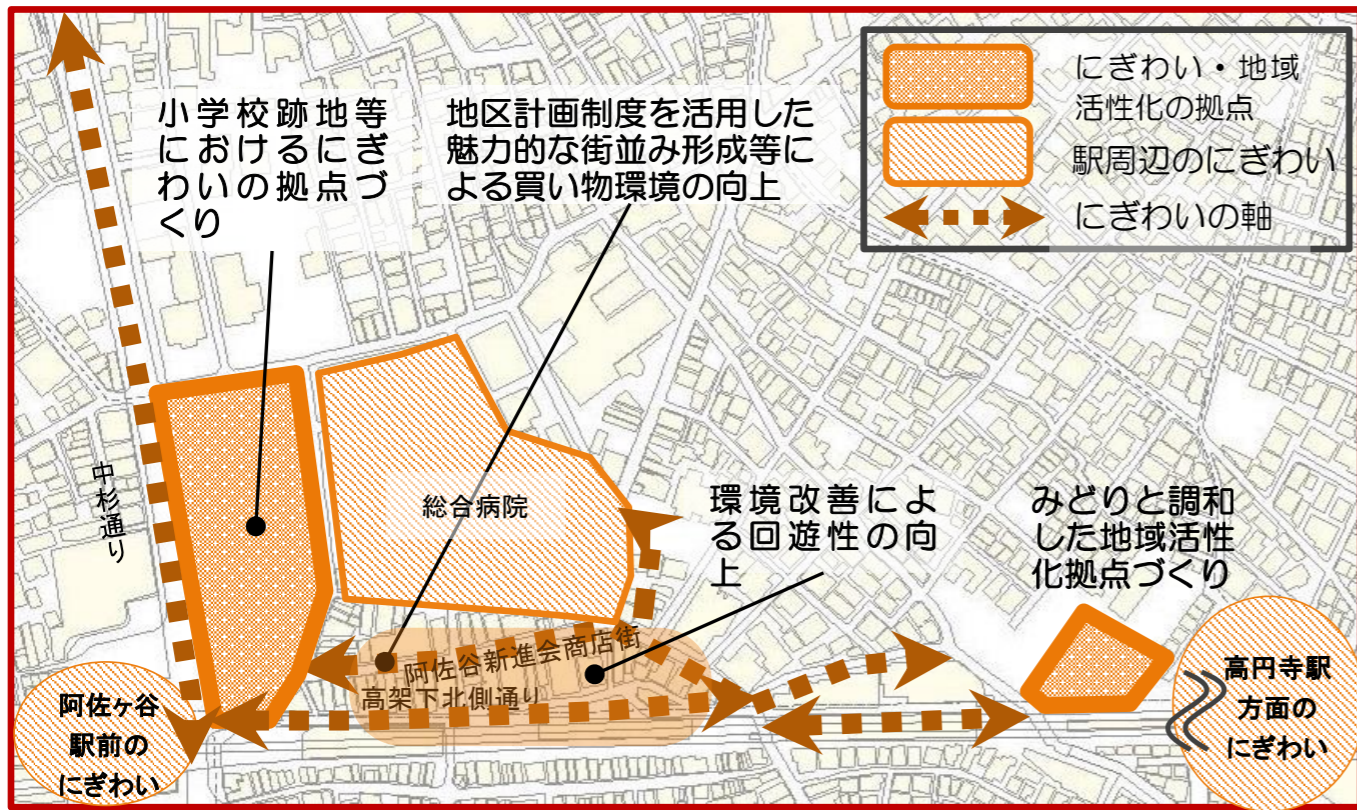 小学校跡地等
におけるにぎ
わいの拠点づ
くり
地区計画制度を活用した
魅力的な街並み形成等に
よる買い物環境の向上
にぎわい・地域
活性化の拠点
駅周辺のにぎわい
にぎわいの軸
中杉通り
総合病院
環境改善によ
る回遊性の向
上
みどりと調和
した地域活性
化拠点づくり
阿佐谷新進会商店街
高架下北側通り
阿佐ヶ谷
駅前の
にぎわい
高円寺駅
方面の
にぎわい